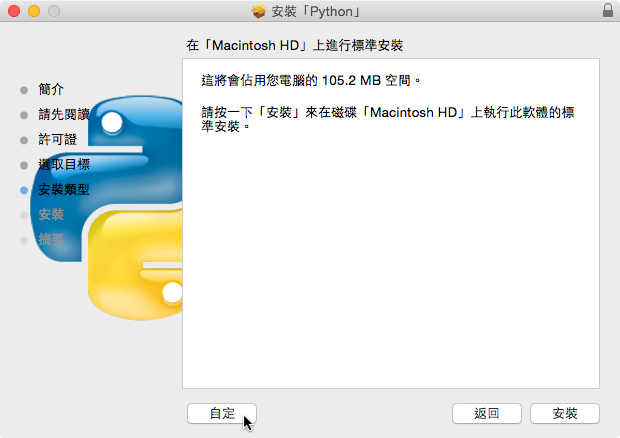 安裝「Python」
在「Macintosh HD」上進行標準安裝
簡介
請先閱讀
許可證
選取目標
安裝類型
安裝
摘要
這將會佔用您電腦的 105.2 MB 空間。
請按一下「安裝」來在磁碟「Macintosh HD」上執行此軟體的標
準安裝。
自定
返回
安裝